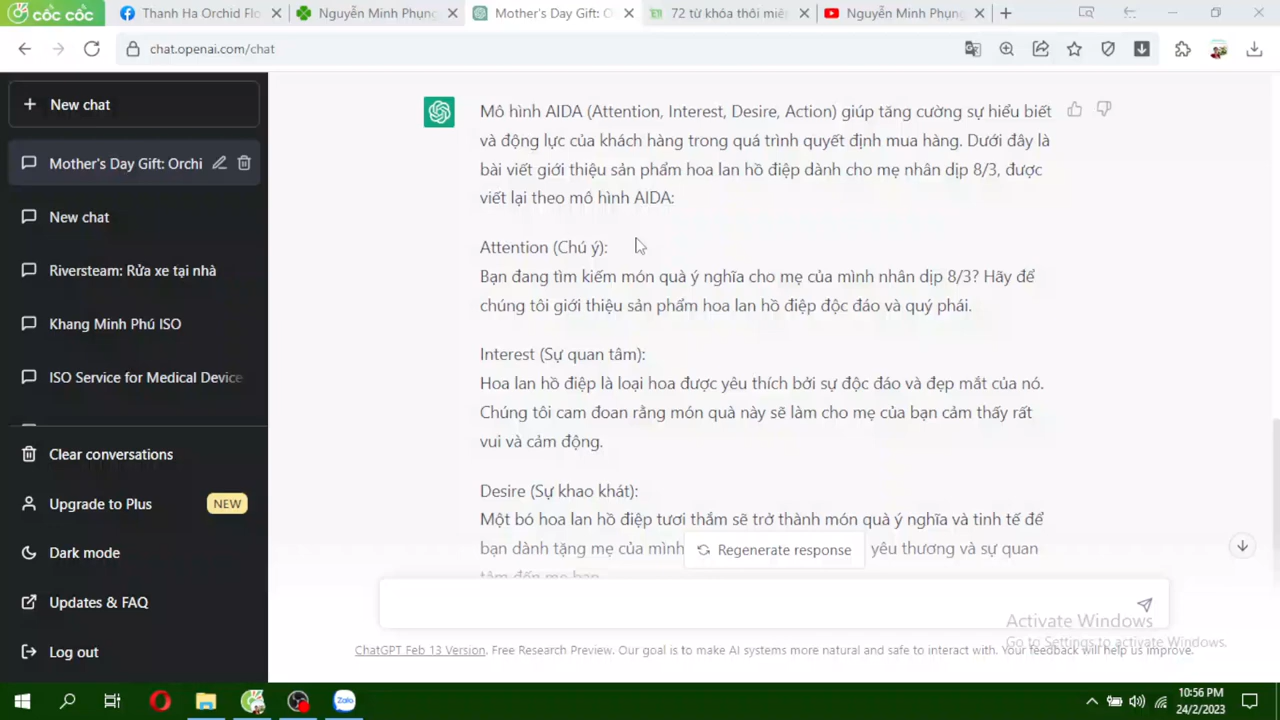 cốc cốc
Thanh Ha Orchid Flo
Nguyễn Minh Phụng
Mother's Day Gift: O
72 từ khóa thôi miê
Nguyễn Minh Phụng
chat.openai.com/chat
New chat
Mother's Day Gift: Orchi
New chat
Riversteam: Rửa xe tại nhà
Khang Minh Phú ISO
ISO Service for Medical Device
Clear conversations
Upgrade to Plus NEW
Dark mode
Updates & FAQ
Log out
Mô hình AIDA (Attention, Interest, Desire, Action) giúp tăng cường sự hiểu biết
và động lực của khách hàng trong quá trình quyết định mua hàng. Dưới đây là
bài viết giới thiệu sản phẩm hoa lan hồ điệp dành cho mẹ nhân dịp 8/3, được
viết lại theo mô hình AIDA:
Attention (Chú ý):
Bạn đang tìm kiếm món quà ý nghĩa cho mẹ của mình nhân dịp 8/3? Hãy để
chúng tôi giới thiệu sản phẩm hoa lan hồ điệp độc đáo và quý phái.
Interest (Sự quan tâm):
Hoa lan hồ điệp là loại hoa được yêu thích bởi sự độc đáo và đẹp mắt của nó.
Chúng tôi cam đoan rằng món quà này sẽ làm cho mẹ của bạn cảm thấy rất
vui và cảm động.
Desire (Sự khao khát):
Một bó hoa lan hồ điệp tươi thắm sẽ trở thành món quà ý nghĩa và tinh tế để
bạn dành tặng mẹ của mình yêu thương và sự quan
tâm đến mẹ bạn
Regenerate response
Activate Windows
Go to Settings to activate Windows.
ChatGPT Feb 13 Version. Free Research Preview. Our goal is to make AI systems more natural and safe to interact with. Your feedback will help us improve.
Zalo
10:56 PM
24/2/2023